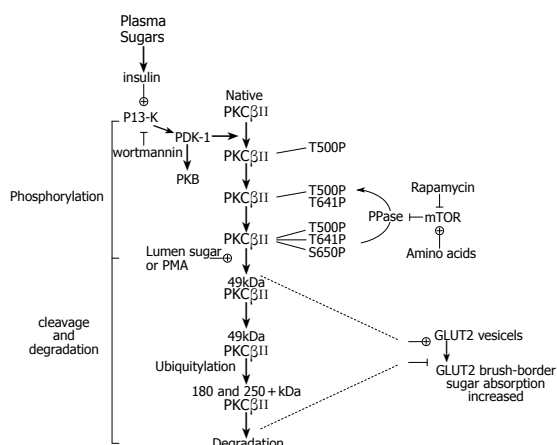 Plasma
Sugars
insulin
P13-K
wortmannin
PDK-1
PKB
Native
PKCβII
PKCβII
T500P
PKCβII
T500P
T641P
PKCβII
T500P
T641P
S650P
PPase
Rapamycin
mTOR
Amino acids
Phosphorylation
Lumen sugar
or PMA
49kDa
PKCβII
cleavage
and
degradation
49kDa
PKCβII
Ubiquitylation
180 and 250+kDa
PKCβII
Degradation
GLUT2 vesicels
GLUT2 brush-border
sugar absorption
increased